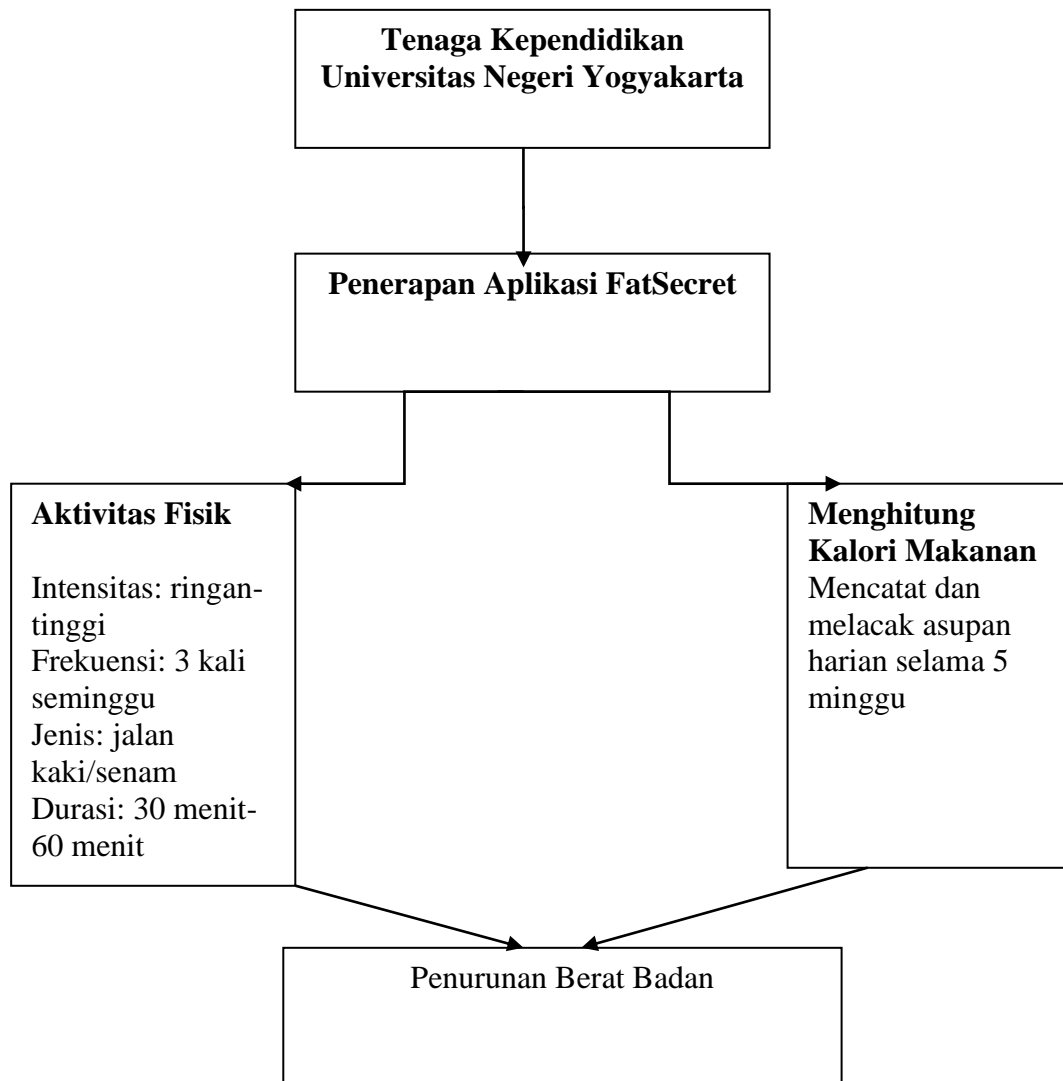 Tenaga Kependidikan
Universitas Negeri Yogyakarta
Penerapan Aplikasi FatSecret
Aktivitas Fisik
Intensitas: ringan-
tinggi
Frekuensi: 3 kali
seminggu
Jenis: jalan
kaki/senam
Durasi: 30 menit-
60 menit
Menghitung
Kalori Makanan
Mencatat dan
melacak asupan
harian selama 5
minggu
Penurunan Berat Badan